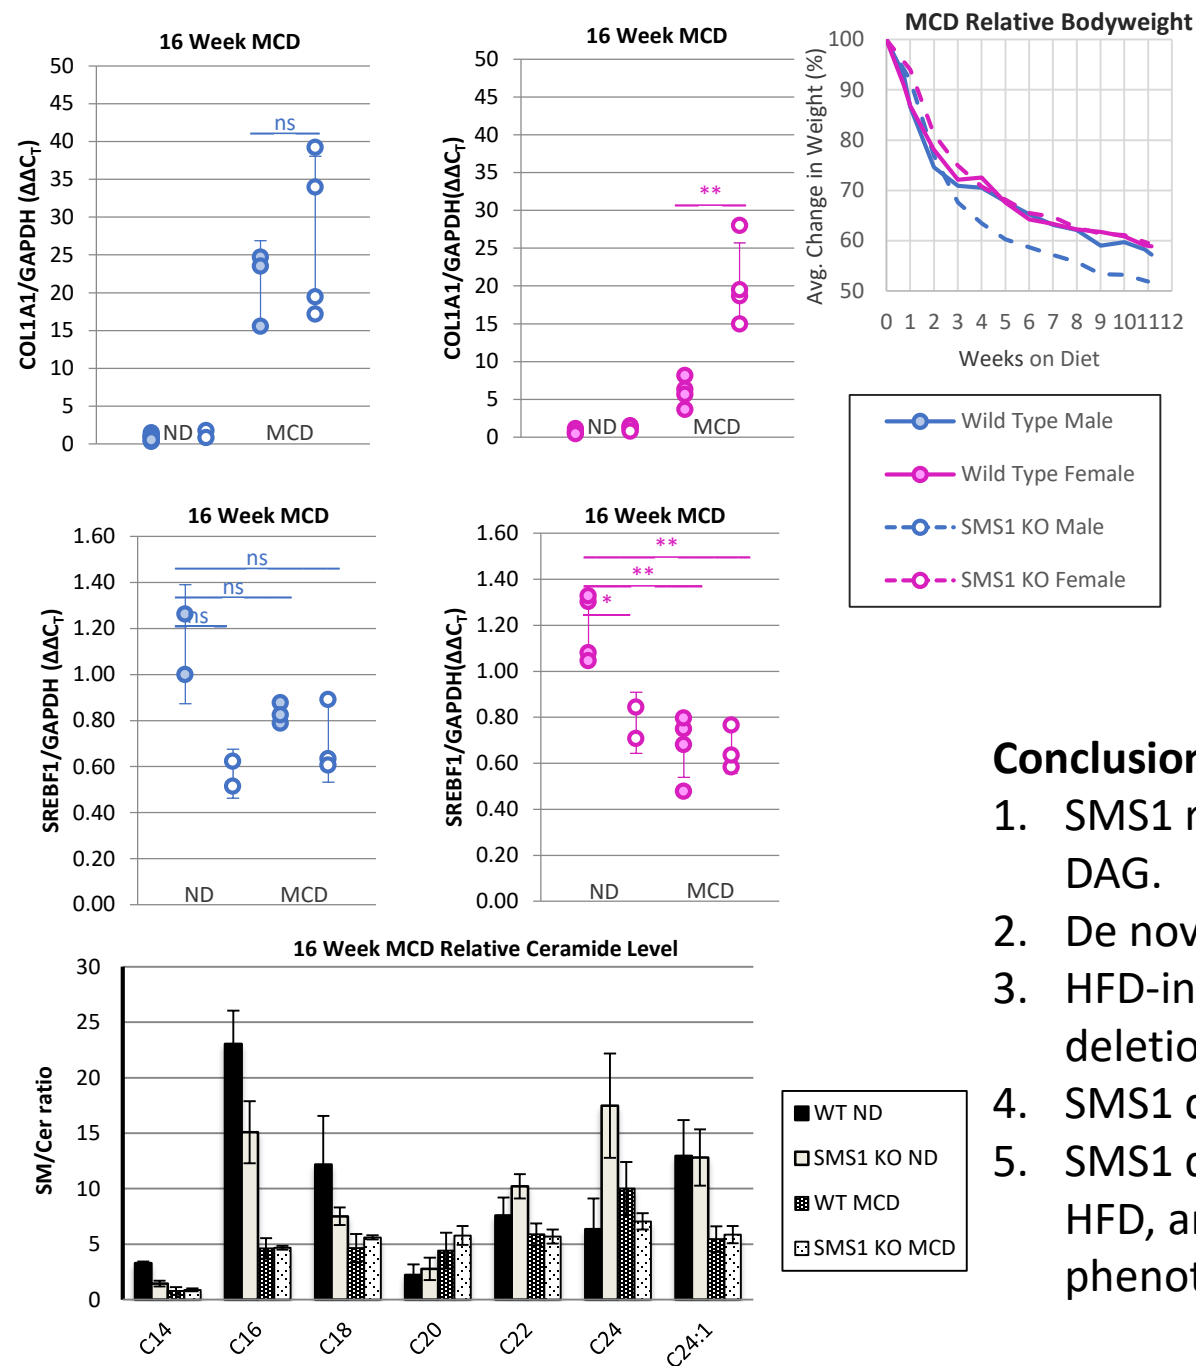 16 Week MCD
50
45
40
35
30
25
20
15
10
5
0
COL1A1/GAPDH (ΔΔCT)
ns
ND
MCD
16 Week MCD
50
45
40
35
30
25
20
15
10
5
0
COL1A1/GAPDH(ΔΔCT)
**
ND
MCD
MCD Relative Bodyweight
100
90
80
70
60
50
Avg. Change in Weight (%)
0 1 2 3 4 5 6 7 8 9 10 11 12
Weeks on Diet
Wild Type Male
Wild Type Female
SMS1 KO Male
SMS1 KO Female
16 Week MCD
1.60
1.40
1.20
1.00
0.80
0.60
0.40
0.20
0.00
SREBF1/GAPDH (ΔΔCT)
ns
ns
ns
ND
MCD
16 Week MCD
1.60
1.40
1.20
1.00
0.80
0.60
0.40
0.20
0.00
SREBF1/GAPDH(ΔΔCT)
**
**
*
ND
MCD
16 Week MCD Relative Ceramide Level
30
25
20
15
10
5
0
SM/Cer ratio
C14
C16
C18
C20
C22
C24
C24:1
WT ND
SMS1 KO ND
WT MCD
SMS1 KO MCD
Conclusion
1. SMS1
DAG.
2. De nov
3. HFD-in
deletio
4. SMS1
5. SMS1
HFD, a
phenot